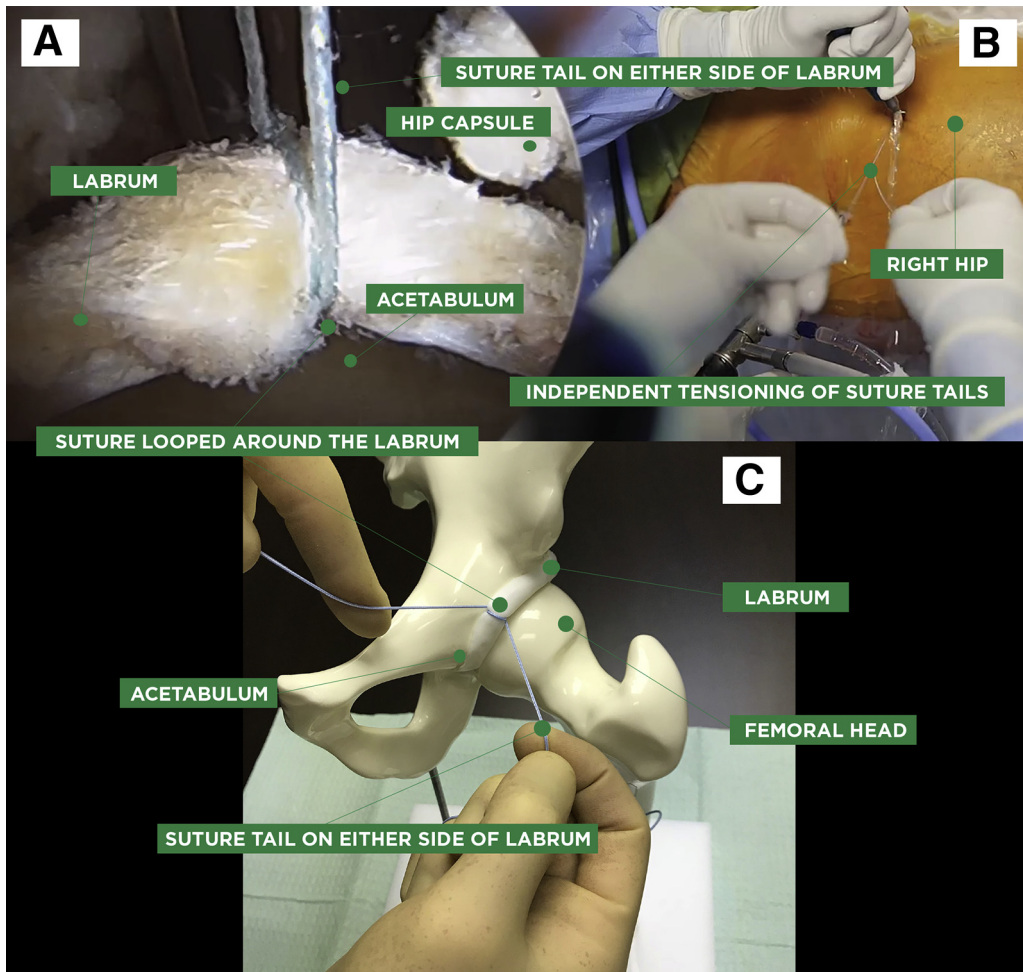 A
B
SUTURE TAIL ON EITHER SIDE OF LABRUM
HIP CAPSULE
LABRUM
RIGHT HIP
ACETABULUM
INDEPENDENT TENSIONING OF SUTURE TAILS
SUTURE LOOPED AROUND THE LABRUM
C
LABRUM
ACETABULUM
FEMORAL HEAD
SUTURE TAIL ON EITHER SIDE OF LABRUM